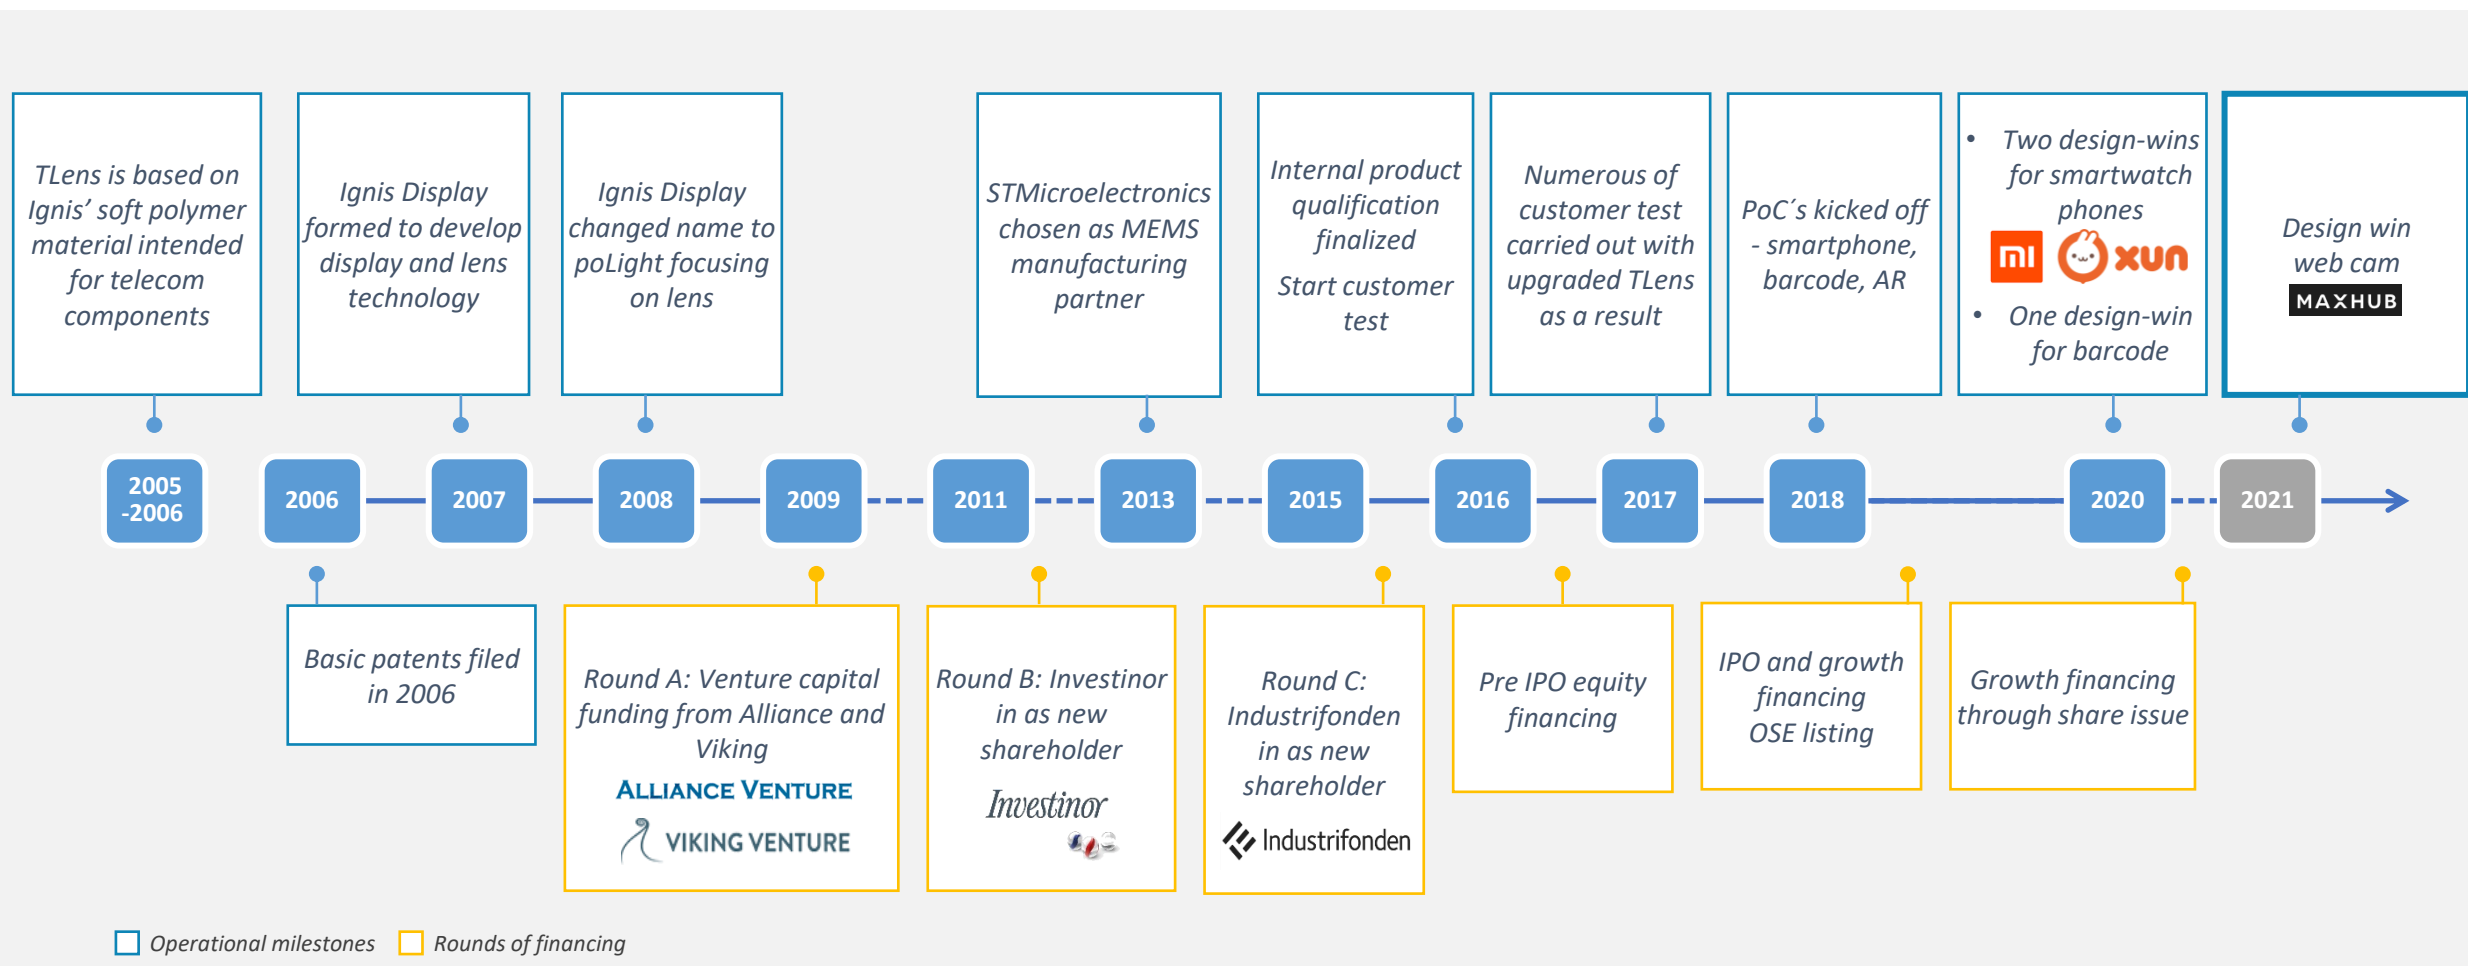 TLens is based on
Ignis’ soft polymer
material intended
for telecom
components
Ignis Display
formed to develop
display and lens
technology
Ignis Display
changed name to
poLight focusing
on lens
STMicroelectronics
chosen as MEMS
manufacturing
partner
Internal product
qualification
finalized
Start customer
test
Numerous of
customer test
carried out with
upgraded TLens
as a result
PoC´s kicked off
- smartphone,
barcode, AR
• Two design-wins
for smartwatch
phones
mi xun
• One design-win
for barcode
Design win
web cam
MAXHUB
2005
-2006
2006
2007
2008
2009
2011
2013
2015
2016
2017
2018
2020
2021
Basic patents filed
in 2006
Round A: Venture capital
funding from Alliance and
Viking
ALLIANCE VENTURE
VIKING VENTURE
Round B: Investinor
in as new
shareholder
Investinor
Round C:
Industrifonden
in as new
shareholder
Industrifonden
Pre IPO equity
financing
IPO and growth
financing
OSE listing
Growth financing
through share issue
Operational milestones
Rounds of financing